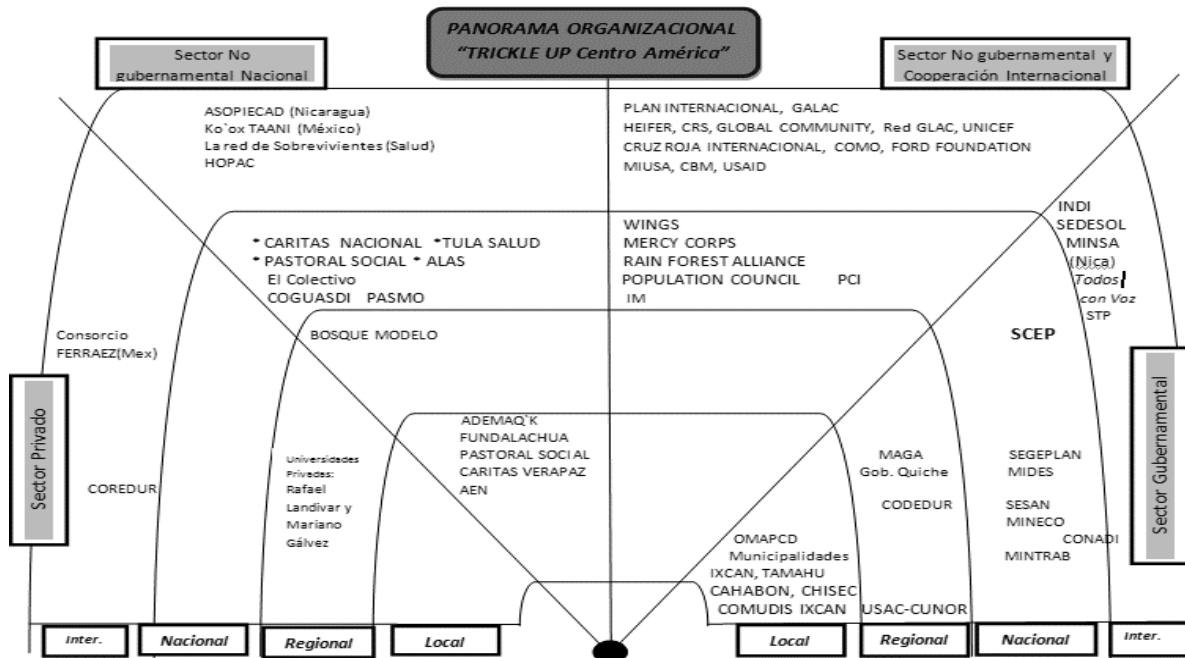 PANORAMA ORGANIZACIONAL
“TRICKLE UP Centro América”
Sector No
gubernamental Nacional
Sector No gubernamental y
Cooperación Internacional
ASOPIECAD (Nicaragua)
Ko`ox TAANI (México)
La red de Sobrevivientes (Salud)
HOPAC
PLAN INTERNACIONAL, GALAC
HEIFER, CRS, GLOBAL COMMUNITY, Red GLAC, UNICEF
CRUZ ROJA INTERNACIONAL, COMO, FORD FOUNDATION
MIUSA, CBM, USAID
* CARITAS NACIONAL *TULA SALUD
* PASTORAL SOCIAL * ALAS
El Colectivo
COGUASDI PASMO
WINGS
MERCY CORPS
RAIN FOREST ALLIANCE
POPULATION COUNCIL PCI
IM
INDI
SEDESOL
MINSA
(Nica)
Todos
con Voz
STP
Consorcio
FERRAEZ(Mex)
BOSQUE MODELO
SCEP
Sector Privado
Sector Gubernamental
COREDUR
Universidades
Privadas:
Rafael
Landivar y
Mariano
Gálvez
ADEMAQ`K
FUNDALACHUA
PASTORAL SOCIAL
CARITAS VERAPAZ
AEN
MAGA
Gob. Quiche
CODEDUR
SEGEPLAN
MIDES
SESAN
MINECO
CONADI
MINTRAB
OMAPCD
Municipalidades
IXCAN, TAMAHU
CAHABON, CHISEC
COMUDIS IXCAN
USAC-CUNOR
Inter.
Nacional
Regional
Local
Local
Regional
Nacional
Inter.